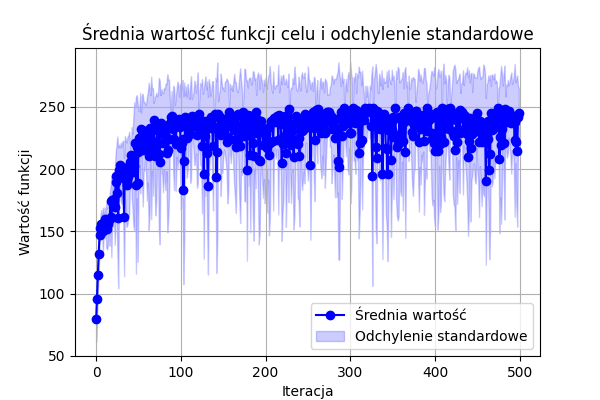 Średnia wartość funkcji celu i odchylenie standardowe
Wartość funkcji
250
200
150
100
50
0
100
200
300
400
500
Iteracja
Średnia wartość
Odchylenie standardowe